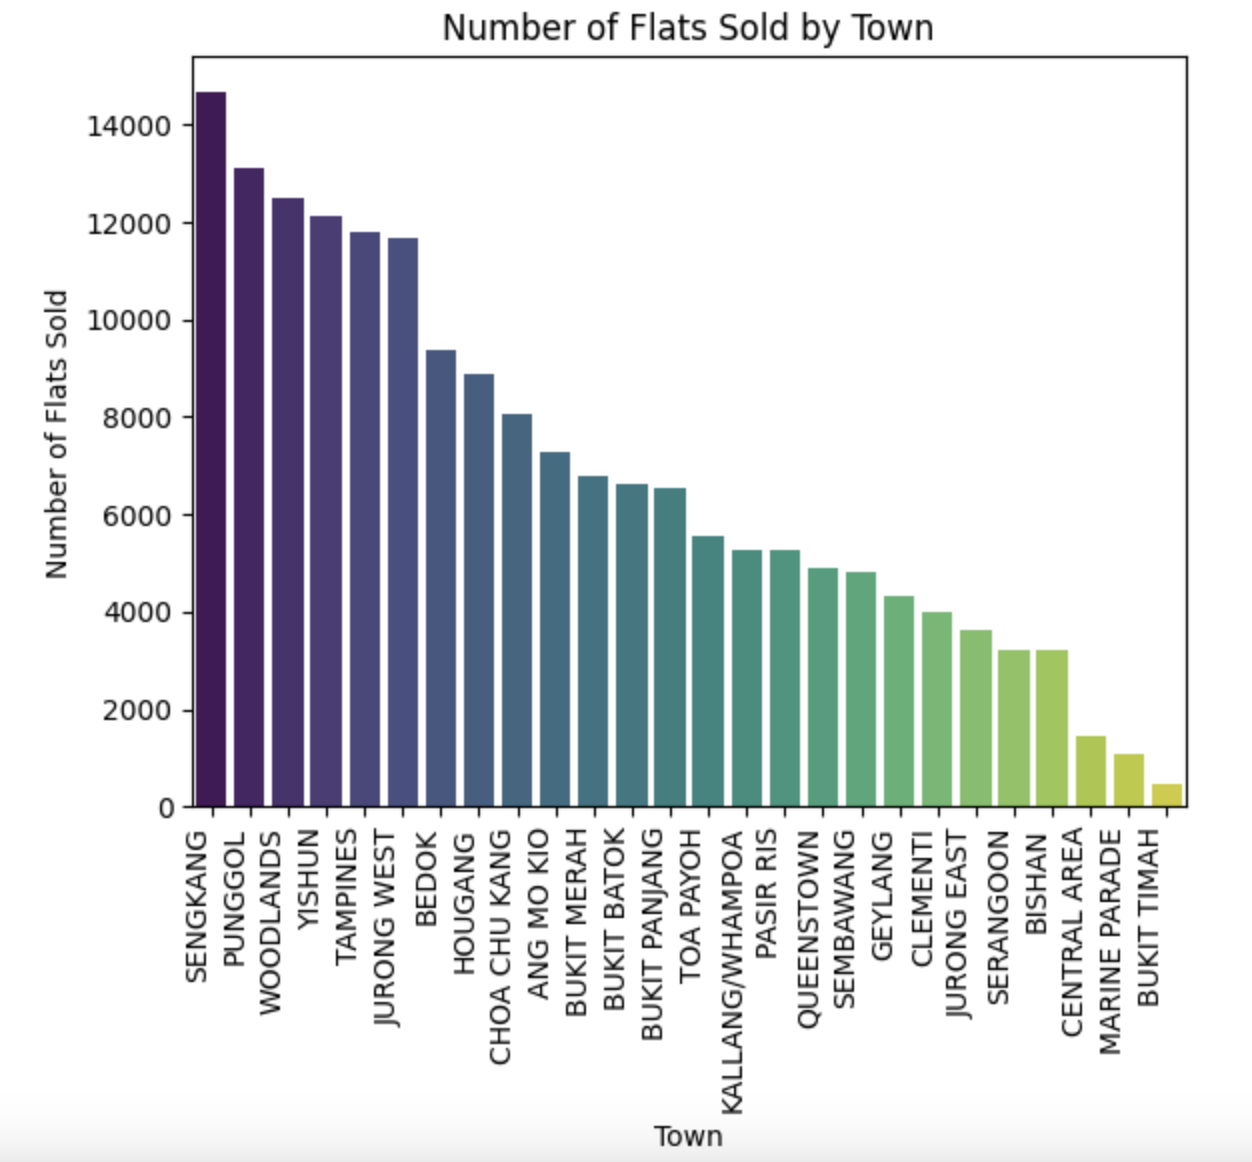 Number of Flats Sold by Town
Number of Flats Sold
14000
12000
10000
8000
6000
4000
2000
0
SENGKANG
PUNGGOL
WOODLANDS
YISHUN
TAMPINES
JURONG WEST
BEDOK
HOUGANG
CHOA CHU KANG
ANG MO KIO
BUKIT MERAH
BUKIT BATOK
BUKIT PANJANG
TOA PAYOH
KALLANG/WHAMPOA
PASIR RIS
QUEENSTOWN
SEMBAWANG
GEYLANG
CLEMENTI
JURONG EAST
SERANGOON
BISHAN
CENTRAL AREA
MARINE PARADE
BUKIT TIMAH
Town